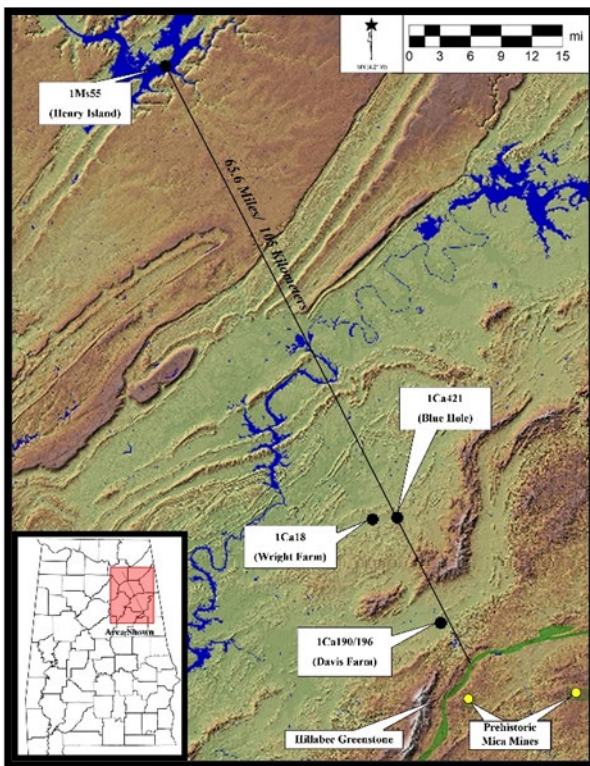 mi
0 3 6 9 12 15
1Ms55
(Henry Island)
65.6 Miles/ 105 Kilometers
1Ca421
(Blue Hole)
1Ca18
(Wright Farm)
1Ca190/196
(Davis Farm)
Area Shown
Hillabee Greenstone
Prehistoric
Mica Mines